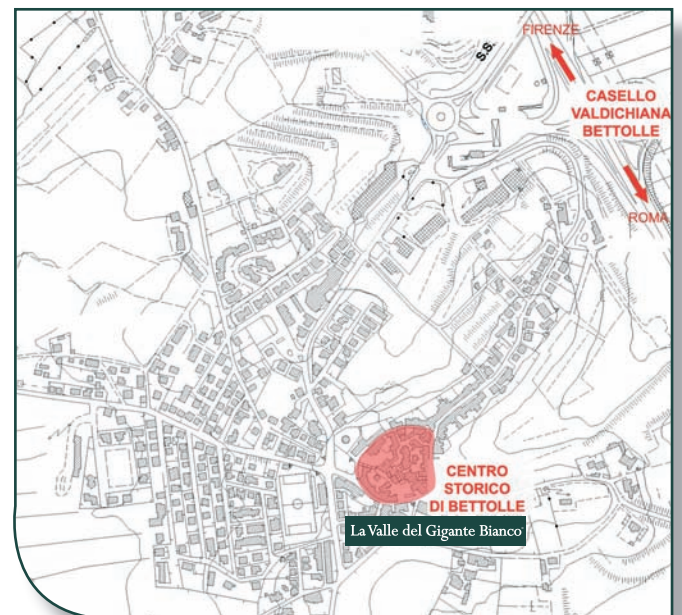 FIRENZE
S.S.
CASELLO
VALDICHIANA
BETTOLLE
ROMA
CENTRO
STORICO
DI BETTOLLE
La Valle del Gigante Bianco